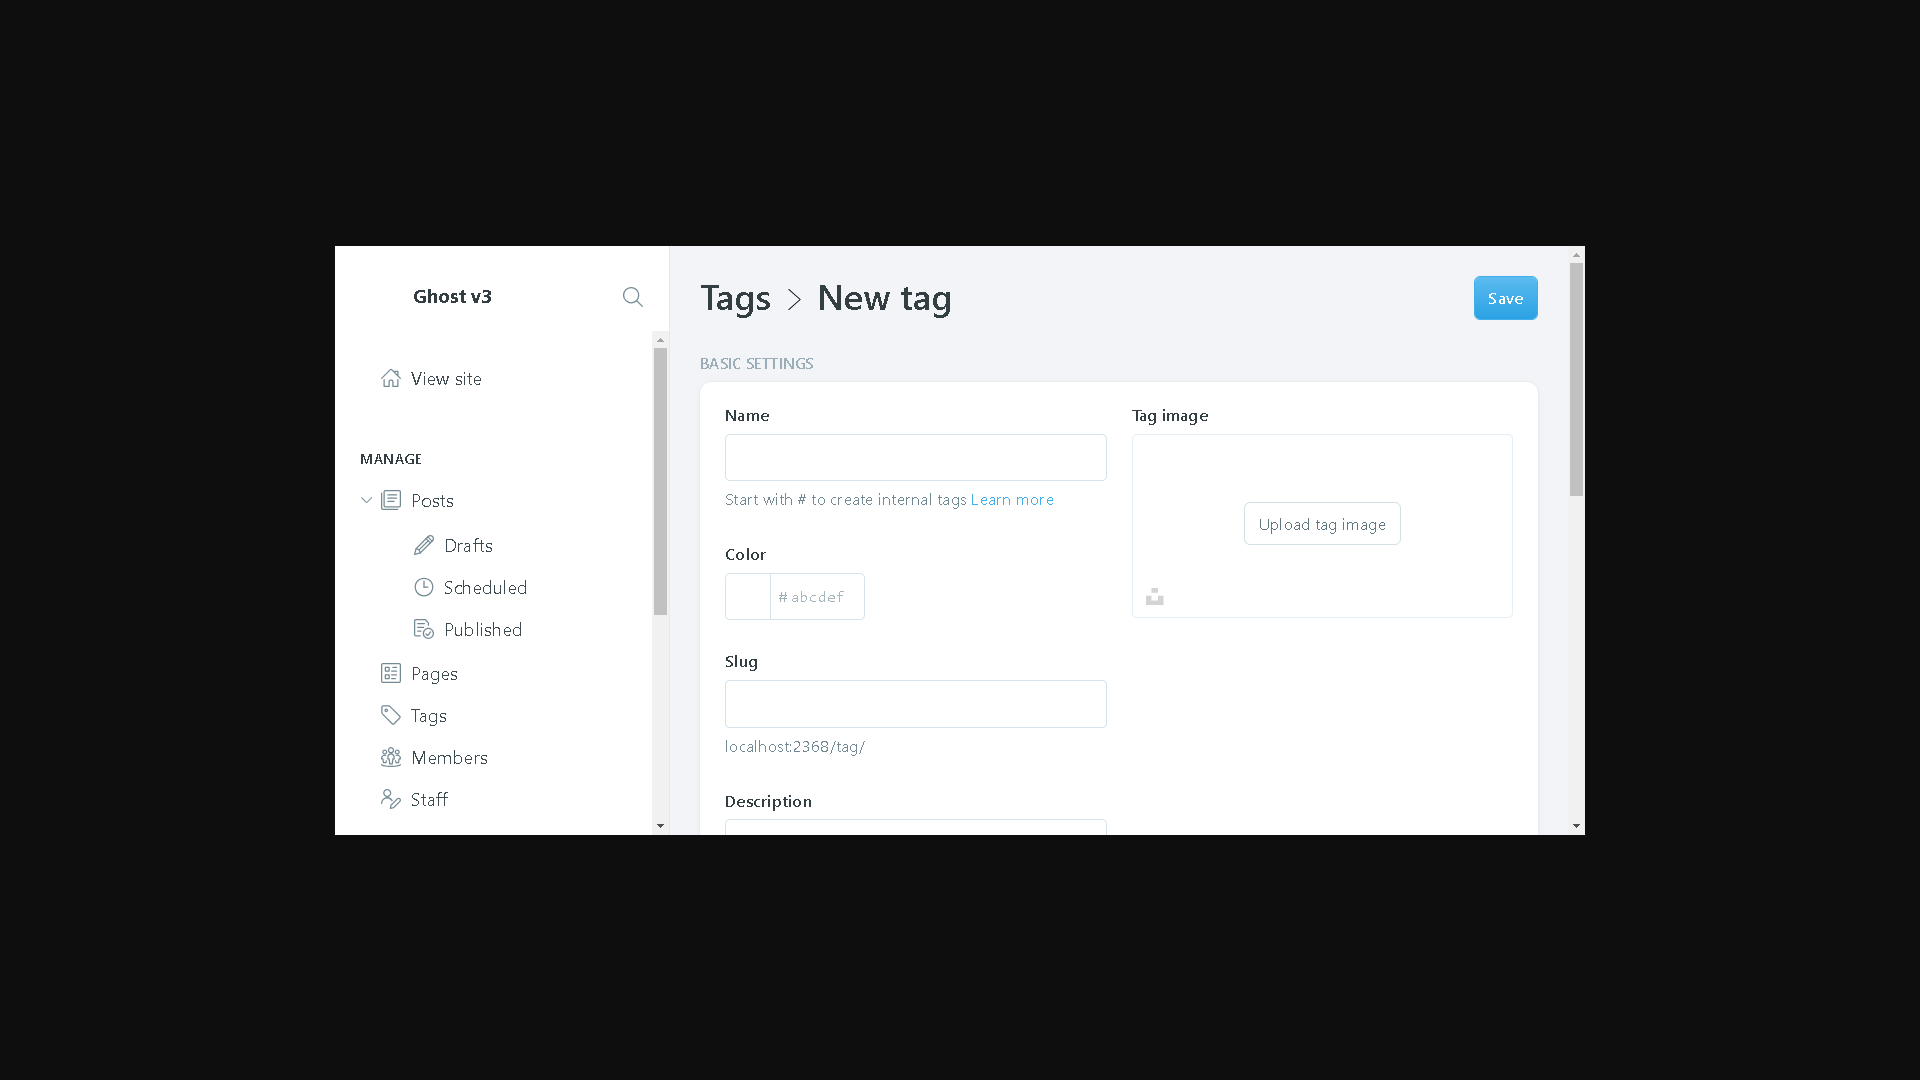 Ghost v3
View site
MANAGE
Posts
Drafts
Scheduled
Published
Pages
Tags
Members
Staff
Tags > New tag
Save
BASIC SETTINGS
Name
Start with # to create internal tags Learn more
Color
#abcdef
Slug
localhost:2368/tag/
Description
Tag image
Upload tag image